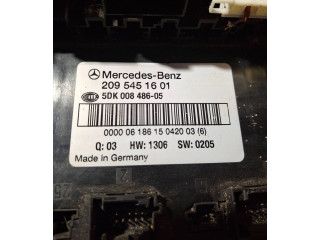 Mercedes-Benz
209 545 16 01
5DK 008 486-05
0000 06 186 15 0420 03 (6)
Q: 03 HW: 1306 SW: 0205
Made in Germany